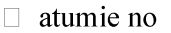 □ atumie no